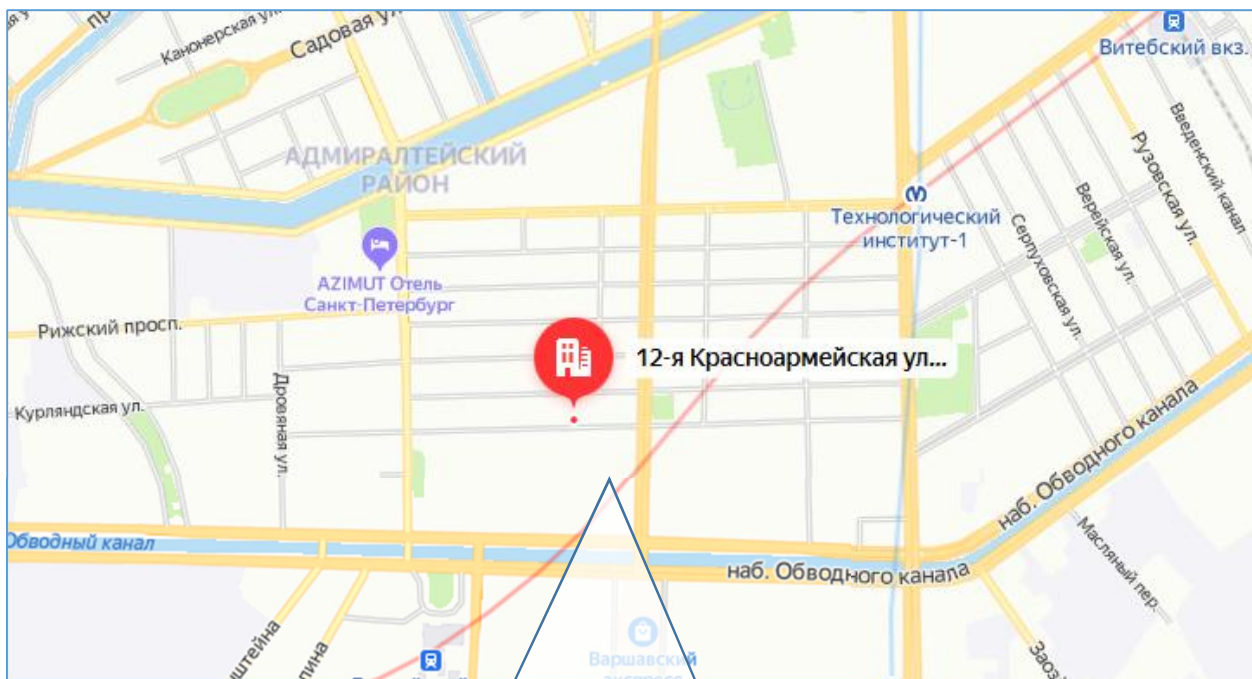 Канонерская ул.
Садовая ул.
Витебский вкз.
АДМИРАЛТЕЙСКИЙ
РАЙОН
Введенский канал
Рузовская ул.
Верейская ул.
Серпуховская ул.
Технологический
институт-1
AZIMUT Отель
Санкт-Петербург
Рижский просп.
12-я Красноармейская ул...
Курляндская ул.
Дровяная ул.
наб. Обводного канала
Обводный канал
наб. Обводного канала
Масляный пер.
Варшавский
экспресс